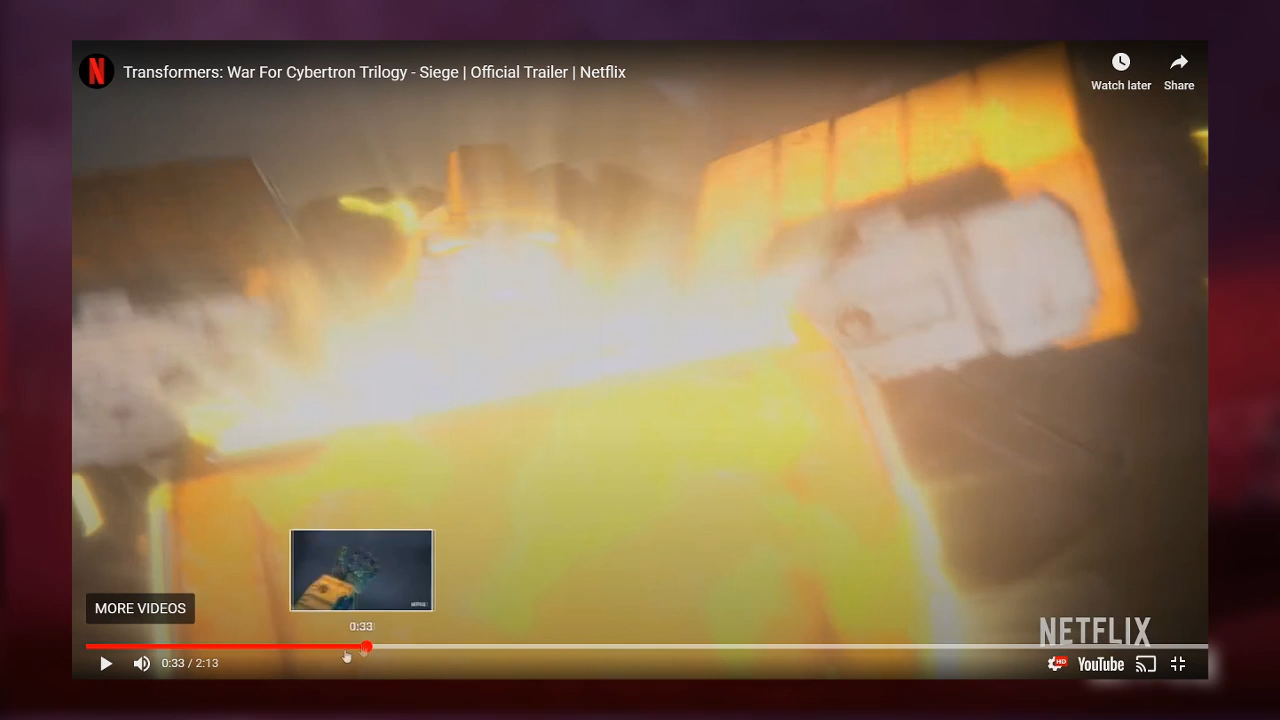 N
Transformers: War For Cybertron Trilogy - Siege | Official Trailer | Netflix
Watch later
Share
MORE VIDEOS
0:33
NETFLIX
0:33 / 2:13
HD
YouTube